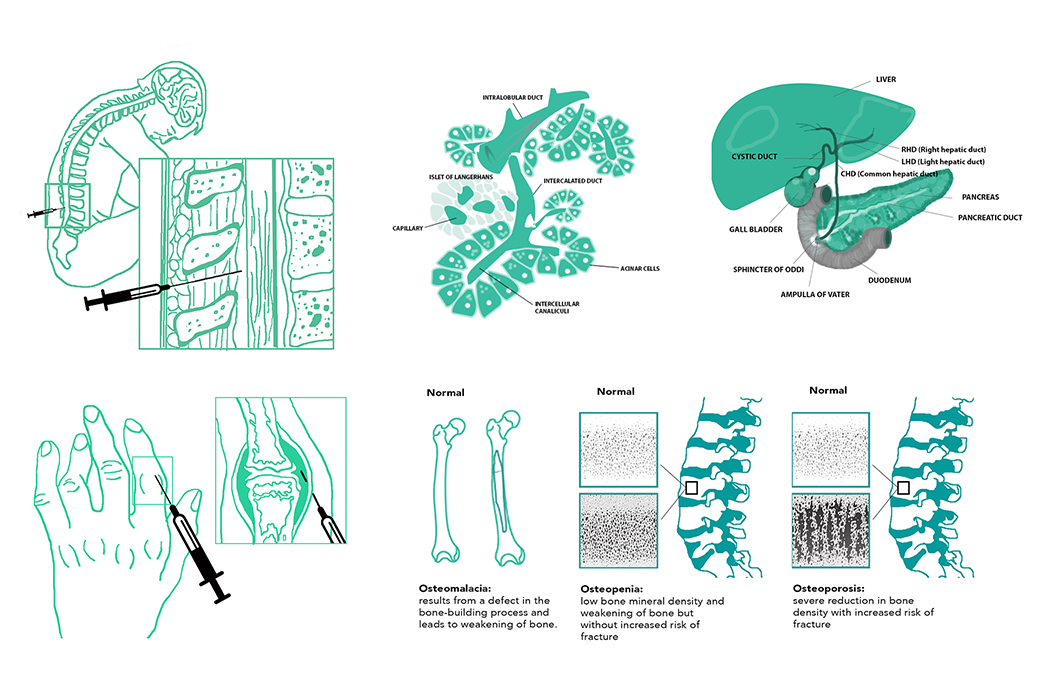 INTRALOBULAR DUCT
ISLET OF LANGERHANS
INTERCALATED DUCT
CAPILLARY
ACINAR CELLS
INTERCELLULAR
CANALICULI
LIVER
CYSTIC DUCT
RHD (Right hepatic duct)
LHD (Light hepatic duct)
CHD (Common hepatic duct)
PANCREAS
PANCREATIC DUCT
GALL BLADDER
SPHINCTER OF ODDI
DUODENUM
AMPULLA OF VATER
Normal
Osteomalacia:
results from a defect in the
bone-building process and
leads to weakening of bone.
Normal
Osteopenia:
low bone mineral density and
weakening of bone but
without increased risk of
fracture
Normal
Osteoporosis:
severe reduction in bone
density with increased risk of
fracture